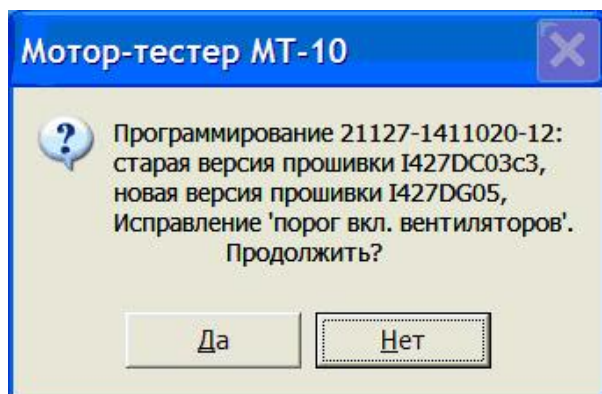 Мотор-тестер МТ-10
Программирование 21127-1411020-12:
старая версия прошивки I427DC03c3,
новая версия прошивки I427DG05,
Исправление 'порог вкл. вентиляторов'.
Продолжить?
Да
Нет